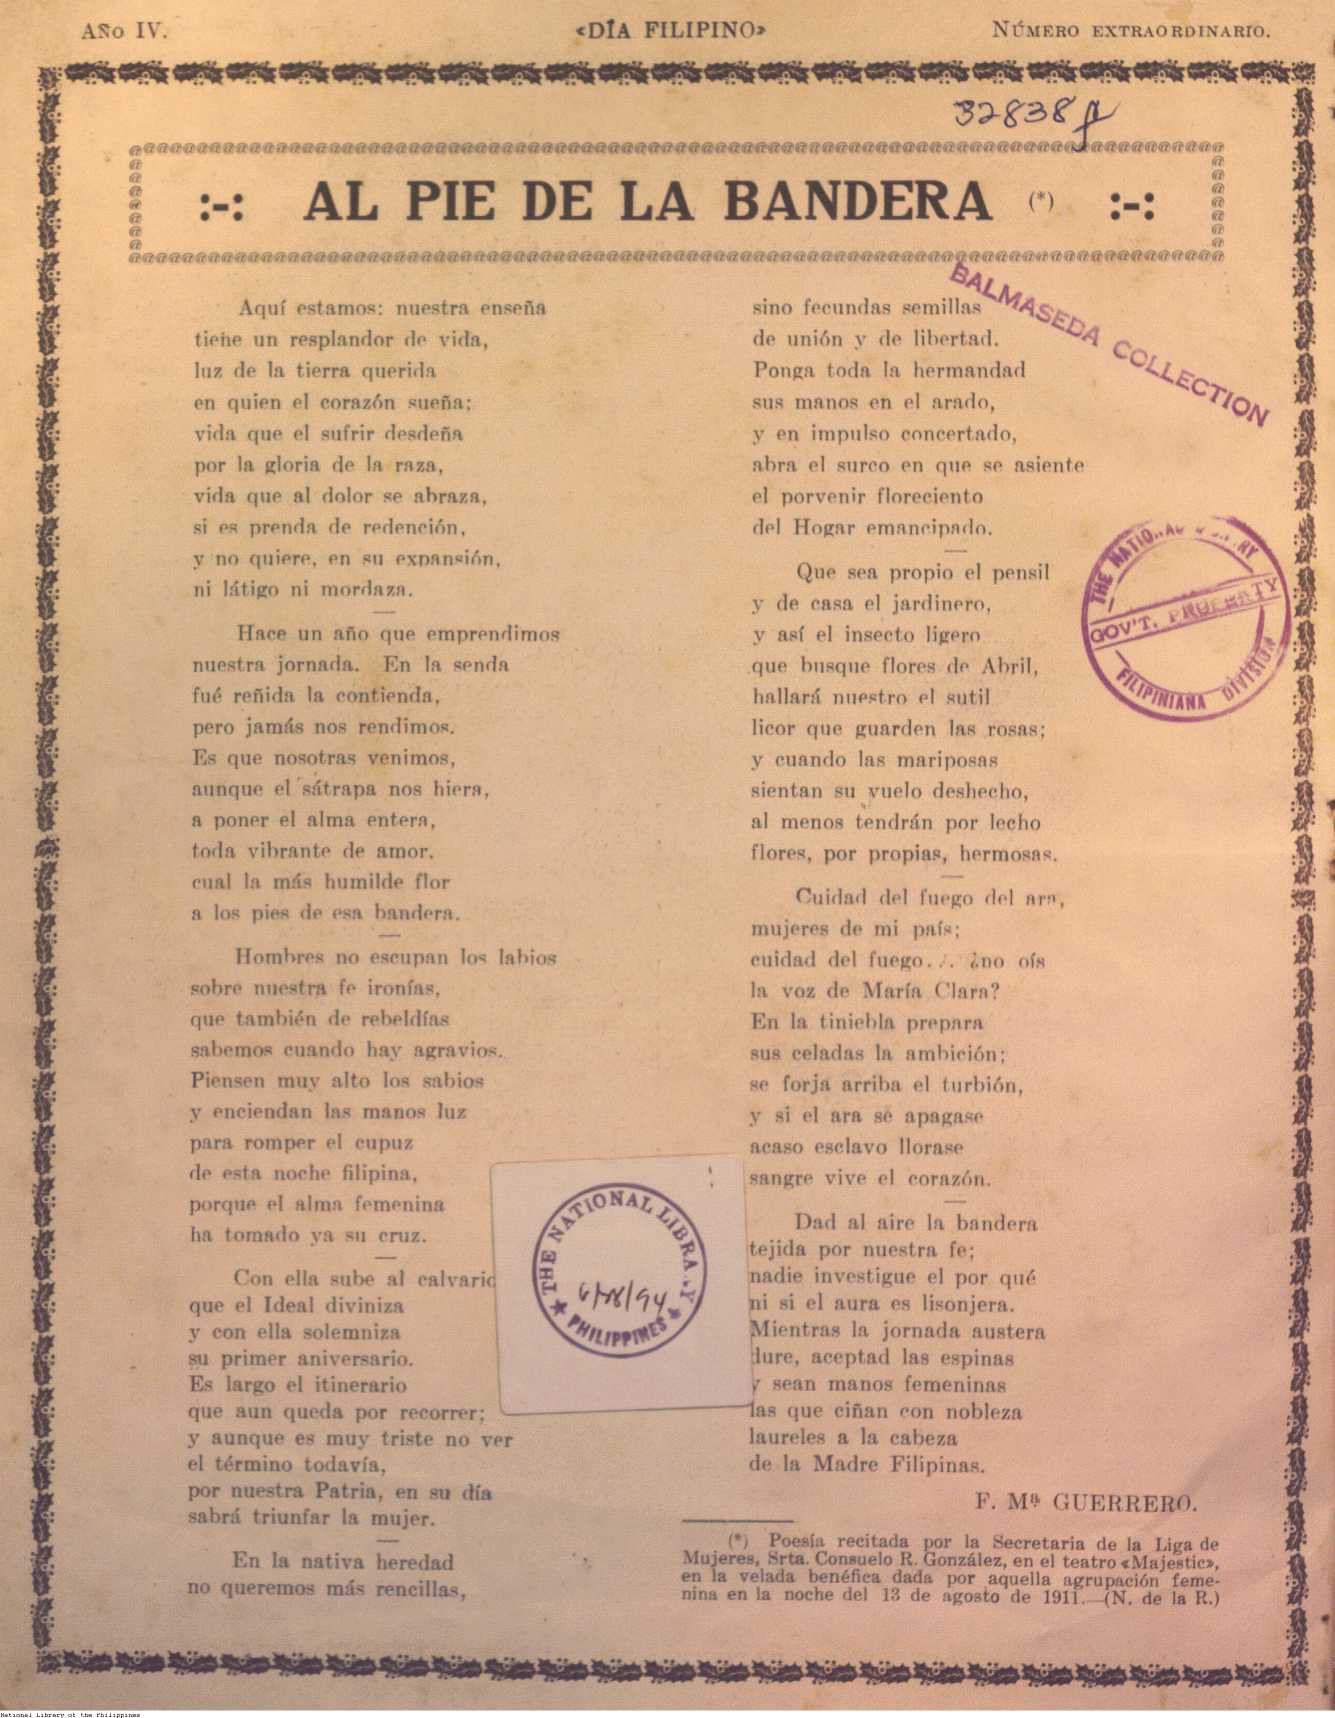 Año IV.
«DÍA FILIPINO»
Número extraordinario.
32838
:-: AL PIE DE LA BANDERA (*) :-:
BALMASEDA COLLECTION
Aquí estamos: nuestra enseña
tiene un resplandor de vida,
luz de la tierra querida
en quien el corazón sueña;
vida que el sufrir desdeña
por la gloria de la raza,
vida que al dolor se abraza,
si es prenda de redención,
y no quiere, en su expansión,
ni látigo ni mordaza.
Hace un año que emprendimos
nuestra jornada. En la senda
fué reñida la contienda,
pero jamás nos rendimos.
Es que nosotras venimos,
aunque el sátrapa nos hiera,
a poner el alma entera,
toda vibrante de amor.
cual la más humilde flor
a los pies de esa bandera.
Hombres no escupan los labios
sobre nuestra fe ironías,
que también de rebeldías
sabemos cuando hay agravios.
Piensen muy alto los sabios
y enciendan las manos luz
para romper el cupuz
de esta noche filipina,
porque el alma femenina
ha tomado ya su cruz.
Con ella sube al calvario
que el Ideal diviniza
y con ella solemniza
su primer aniversario.
Es largo el itinerario
que aun queda por recorrer;
y aunque es muy triste no ver
el término todavía,
por nuestra Patria, en su día
sabrá triunfar la mujer.
En la nativa heredad
no queremos más rencillas,
sino fecundas semillas
de unión y de libertad.
Ponga toda la hermandad
sus manos en el arado,
y en impulso concertado,
abra el surco en que se asiente
el porvenir floreciento
del Hogar emancipado.
Que sea propio el pensil
y de casa el jardinero,
y así el insecto ligero
que busque flores de Abril,
hallará nuestro el sutil
licor que guarden las rosas;
y cuando las mariposas
sientan su vuelo deshecho,
al menos tendrán por lecho
flores, por propias, hermosas.
Cuidad del fuego del ara,
mujeres de mi país;
cuidad del fuego... ¿no oís
la voz de María Clara?
En la tiniebla prepara
sus celadas la ambición;
se forja arriba el turbión,
y si el ara se apagase
acaso esclavo llorase
sangre vive el corazón.
Dad al aire la bandera
tejida por nuestra fe;
nadie investigue el por qué
ni si el aura es lisonjera.
Mientras la jornada austera
dure, aceptad las espinas
y sean manos femeninas
las que ciñan con nobleza
laureles a la cabeza
de la Madre Filipinas.
F. Mª GUERRERO.
(*) Poesía recitada por la Secretaria de la Liga de
Mujeres, Srta. Consuelo R. González, en el teatro «Majestic»,
en la velada benéfica dada por aquella agrupación feme-
nina en la noche del 13 de agosto de 1911.—(N. de la R.)
THE NATIONAL LIBRARY
GOV'T. PROPERTY
FILIPINIANA DIVISION
THE NATIONAL LIBRARY
PHILIPPINES
National Library of the Philippines